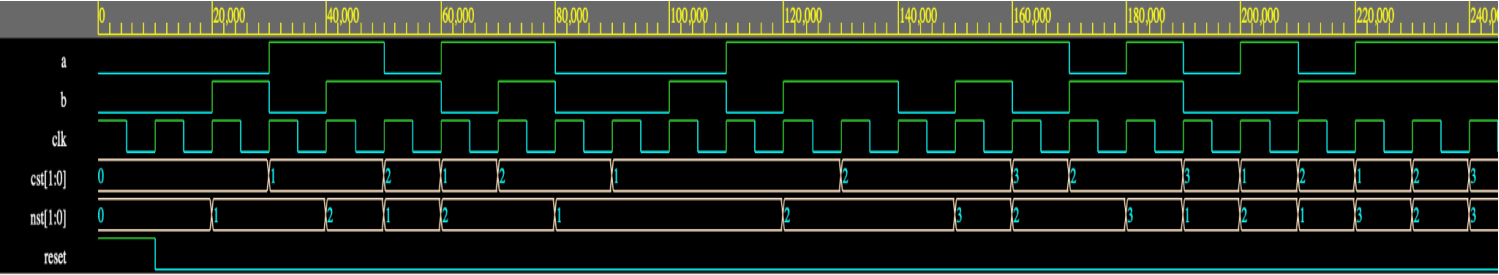 0 20,000 40,000 60,000 80,000 100,000 120,000 140,000 160,000 180,000 200,000 220,000 240,0
a
b
clk
cst[1:0] 0 1 2 1 2 1 2 3 2 3 1 2 1 2 3
nst[1:0] 0 1 2 1 2 1 2 3 2 3 1 2 1 3 2 3
reset